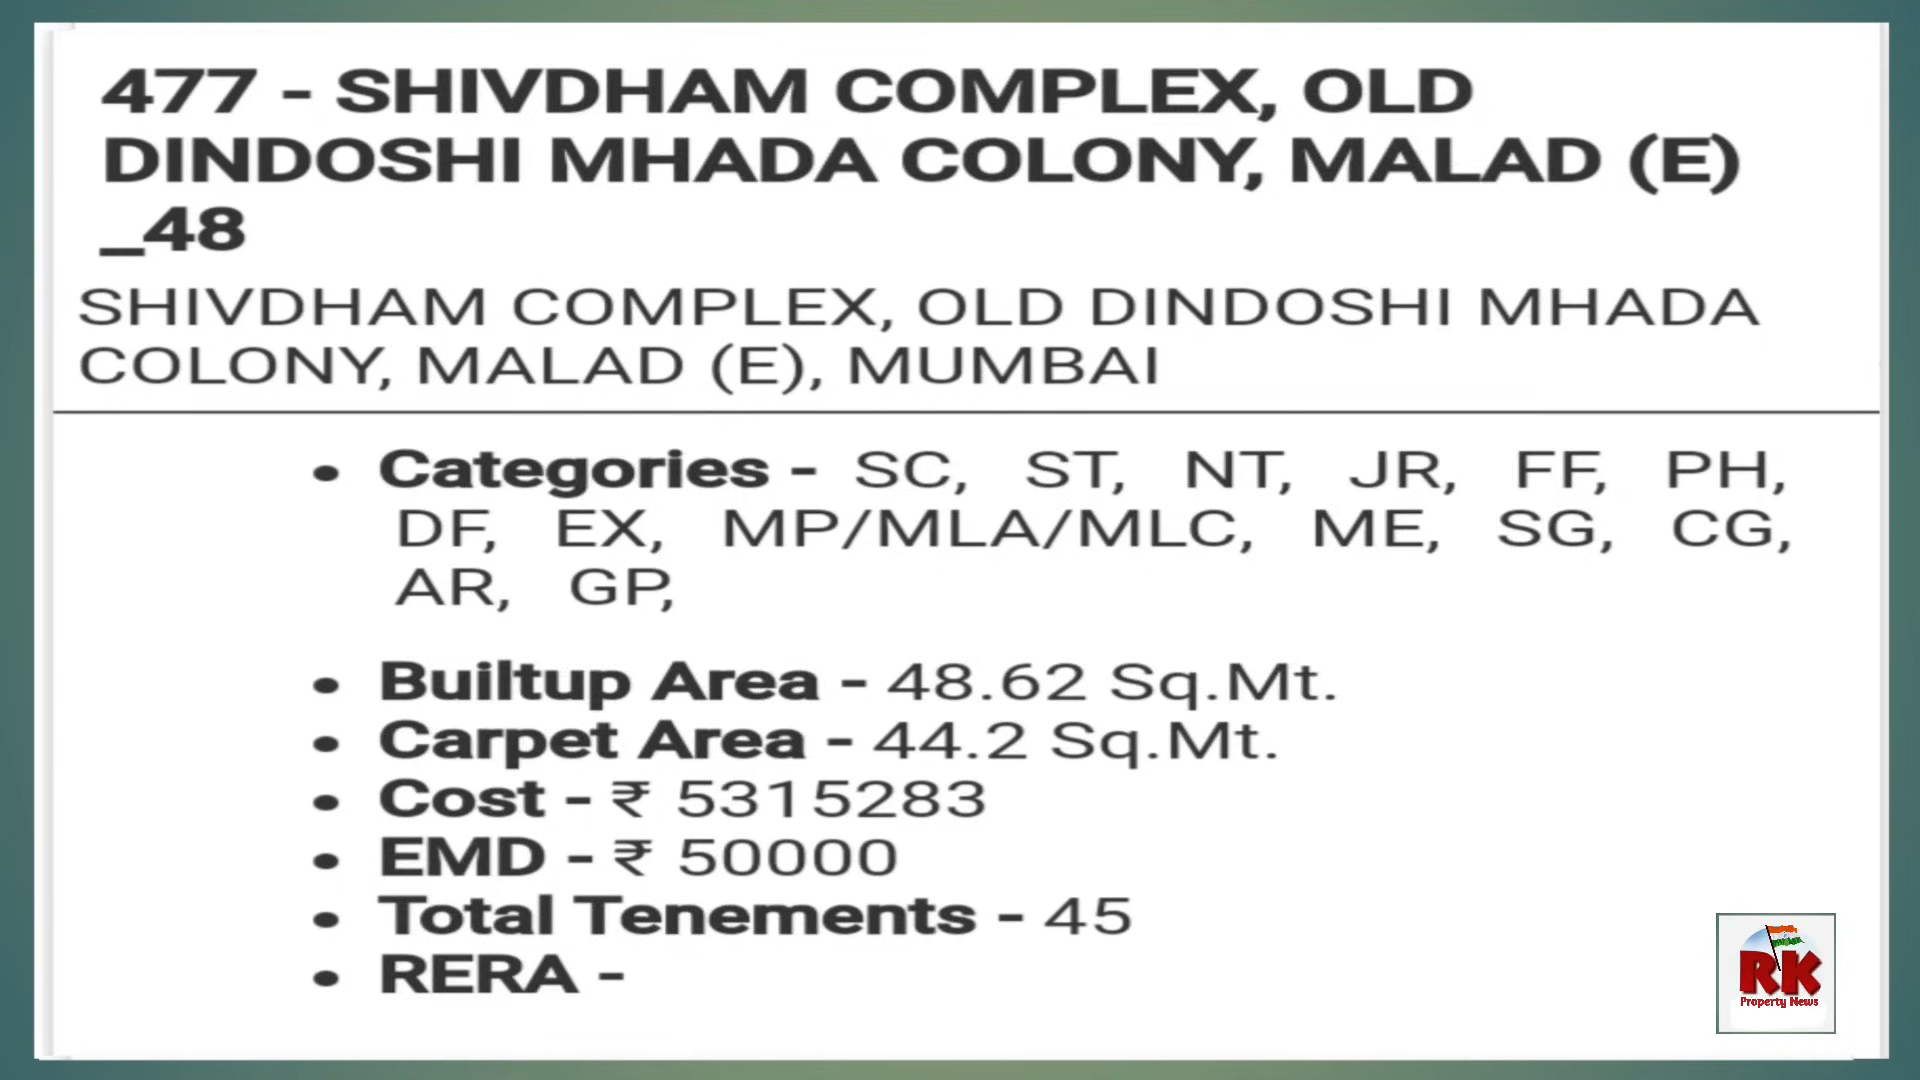 477 - SHIVDHAM COMPLEX, OLD
DINDOSHI MHADA COLONY, MALAD (E)
_48
SHIVDHAM COMPLEX, OLD DINDOSHI MHADA
COLONY, MALAD (E), MUMBAI
• Categories - SC, ST, NT, JR, FF, PH,
DF, EX, MP/MLA/MLC, ME, SG, CG,
AR, GP,
• Builtup Area - 48.62 Sq.Mt.
• Carpet Area - 44.2 Sq.Mt.
• Cost - ₹ 5315283
• EMD - ₹ 50000
• Total Tenements - 45
• RERA -
RK
Property News